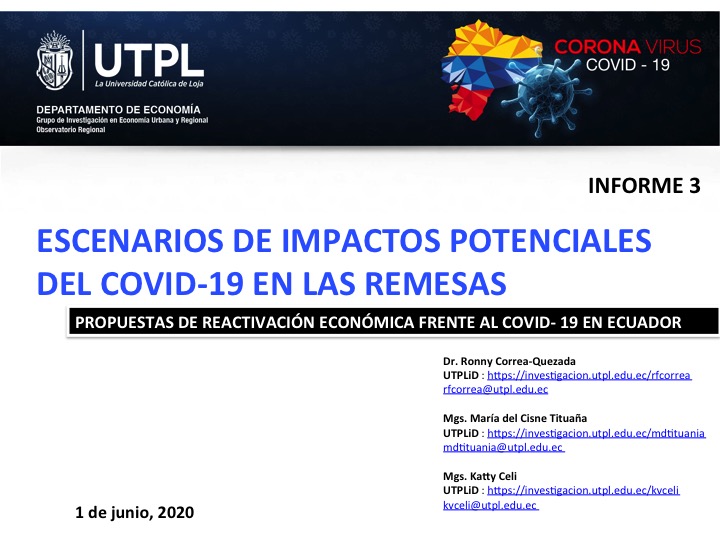 UTPL
La Universidad Católica de Loja
DEPARTAMENTO DE ECONOMÍA
Grupo de Investigación en Economía Urbana y Regional
Observatorio Regional
CORONA VIRUS
COVID - 19
INFORME 3
ESCENARIOS DE IMPACTOS POTENCIALES
DEL COVID-19 EN LAS REMESAS
PROPUESTAS DE REACTIVACIÓN ECONÓMICA FRENTE AL COVID- 19 EN ECUADOR
Dr. Ronny Correa-Quezada
UTPLiD : https://investigacion.utpl.edu.ec/rfcorrea
rfcorrea@utpl.edu.ec
Mgs. María del Cisne Tituaña
UTPLiD : https://investigacion.utpl.edu.ec/mdtituania
mdtituania@utpl.edu.ec
Mgs. Katty Celi
UTPLiD : https://investigacion.utpl.edu.ec/kvceli
kvceli@utpl.edu.ec
1 de junio, 2020